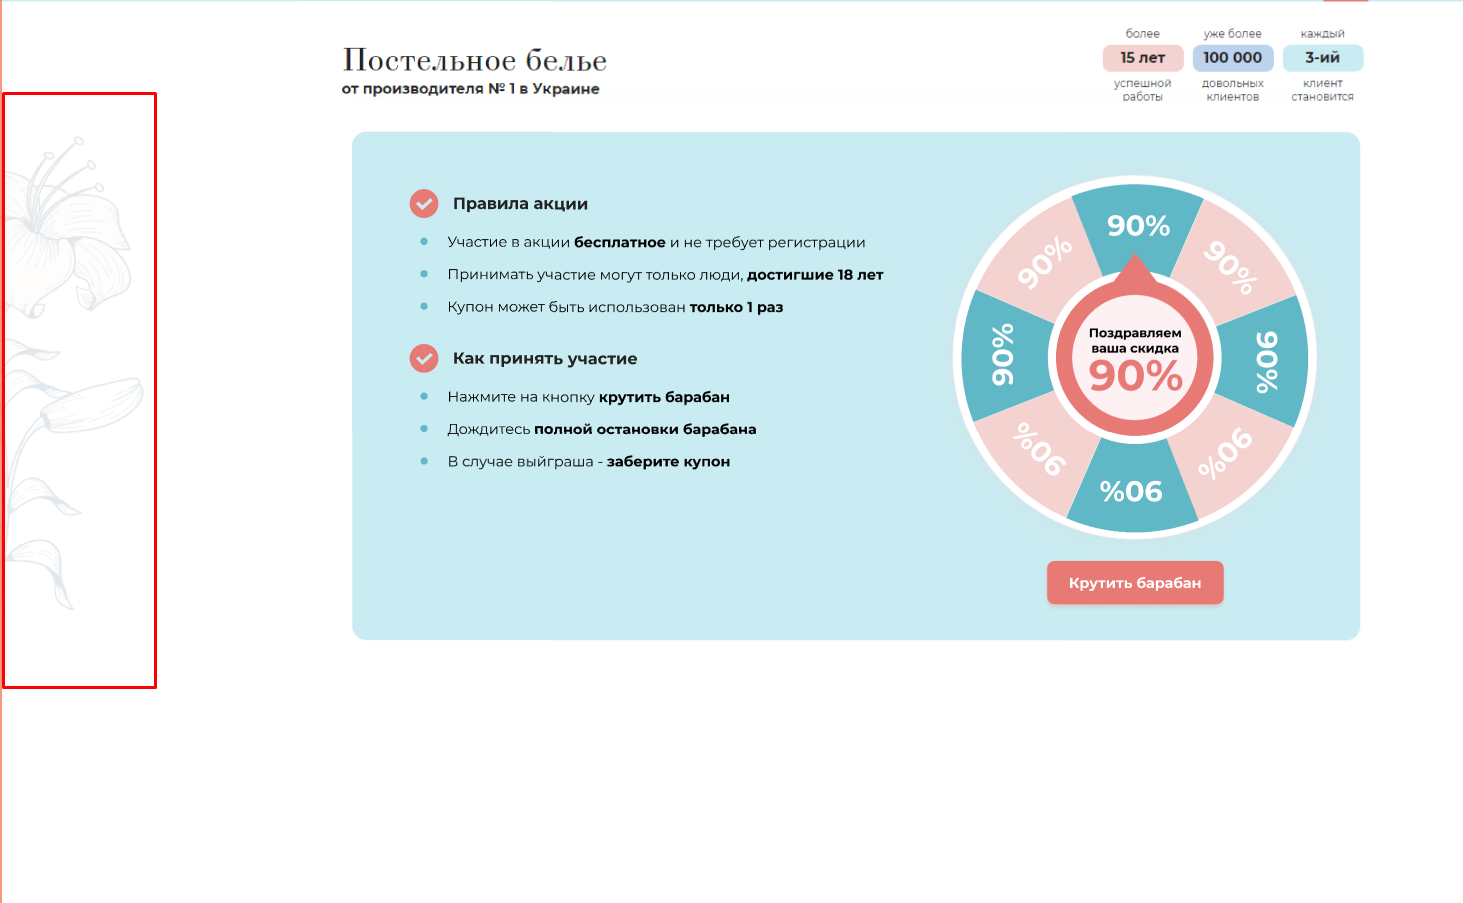 Постельное белье
от производителя № 1 в Украине
более
15 лет
успешной
работы
уже более
100 000
довольных
клиентов
каждый
3-ий
клиент
становится
Правила акции
Участие в акции бесплатное и не требует регистрации
Принимать участие могут только люди, достигшие 18 лет
Купон может быть использован только 1 раз
Как принять участие
Нажмите на кнопку крутить барабан
Дождитесь полной остановки барабана
В случае выйграша - заберите купон
90%
90%
90%
90%
90%
90%
90%
90%
Поздравляем
ваша скидка
90%
Крутить барабан